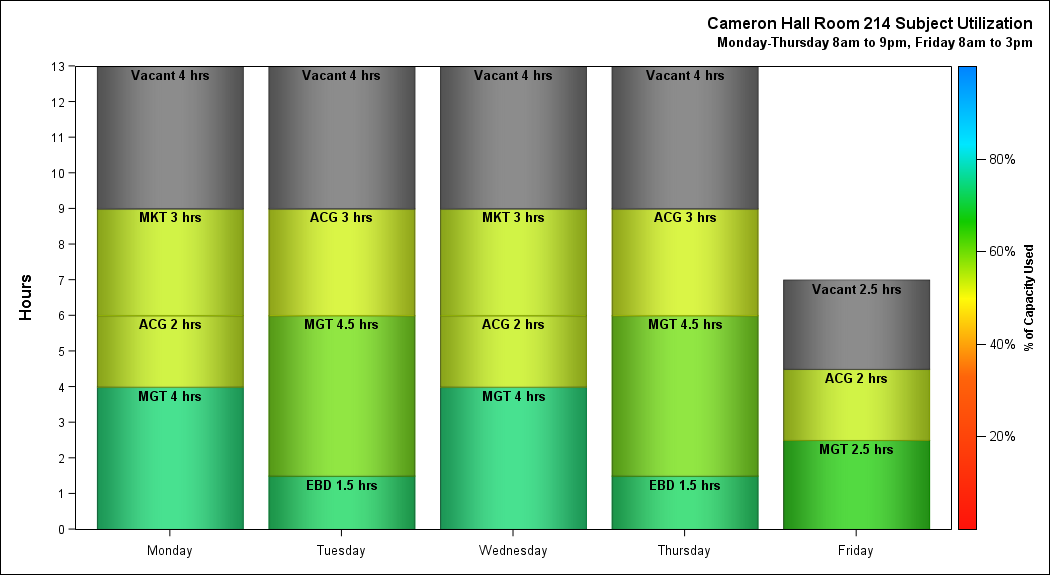 Cameron Hall Room 214 Subject Utilization
Monday-Thursday 8am to 9pm, Friday 8am to 3pm
Hours
13
12
11
10
9
8
7
6
5
4
3
2
1
0
Vacant 4 hrs
MKT 3 hrs
ACG 2 hrs
MGT 4 hrs
Vacant 4 hrs
ACG 3 hrs
MGT 4.5 hrs
EBD 1.5 hrs
Vacant 4 hrs
MKT 3 hrs
ACG 2 hrs
MGT 4 hrs
Vacant 4 hrs
ACG 3 hrs
MGT 4.5 hrs
EBD 1.5 hrs
Vacant 2.5 hrs
ACG 2 hrs
MGT 2.5 hrs
Monday
Tuesday
Wednesday
Thursday
Friday
80%
60%
40%
20%
% of Capacity Used